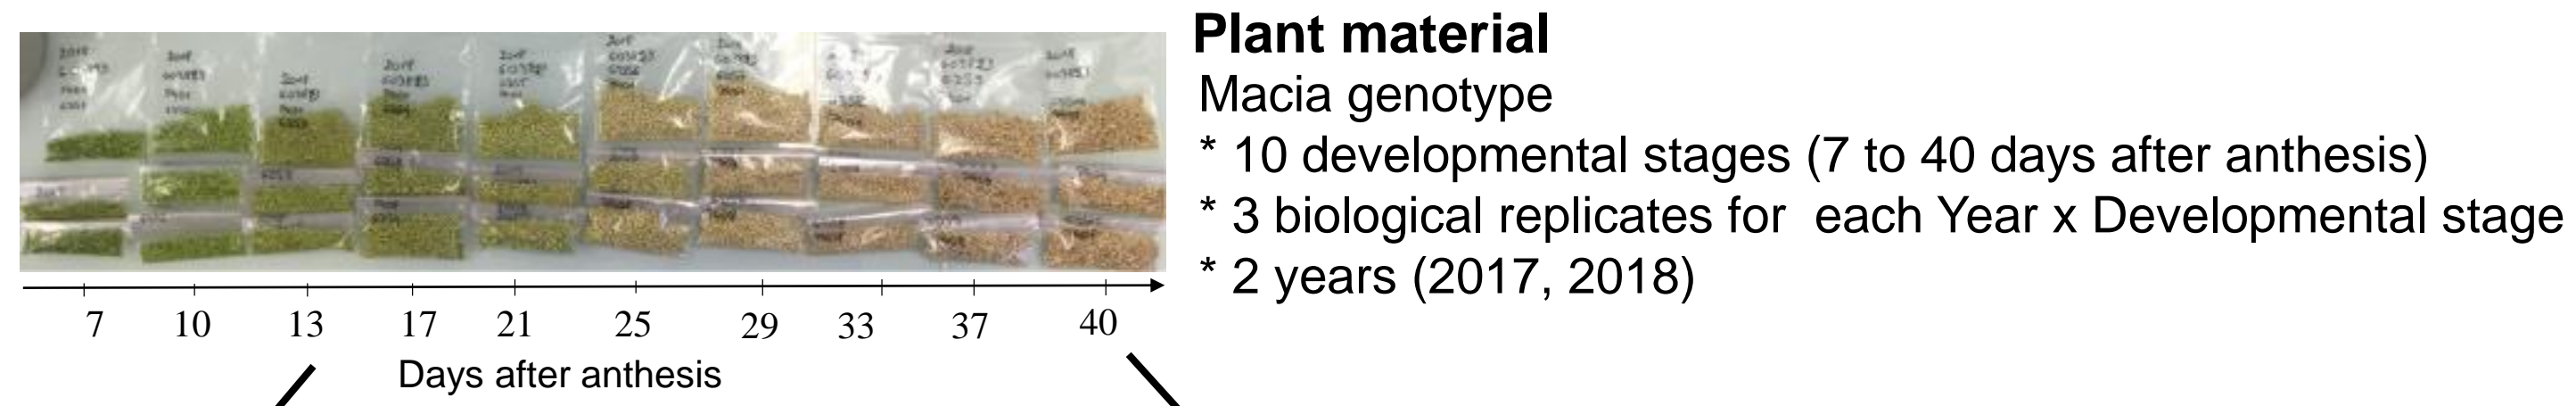 Plant material
Macia genotype
* 10 developmental stages (7 to 40 days after anthesis)
* 3 biological replicates for each Year x Developmental stage
* 2 years (2017, 2018)
7 10 13 17 21 25 29 33 37 40
Days after anthesis